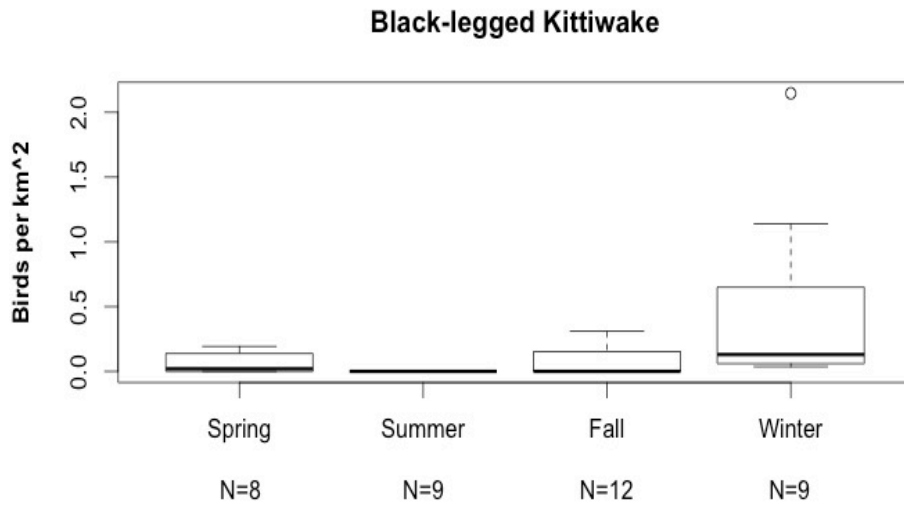 Black-legged Kittiwake
Birds per km^2
2.0
1.5
1.0
0.5
0.0
Spring Summer Fall Winter
N=8 N=9 N=12 N=9